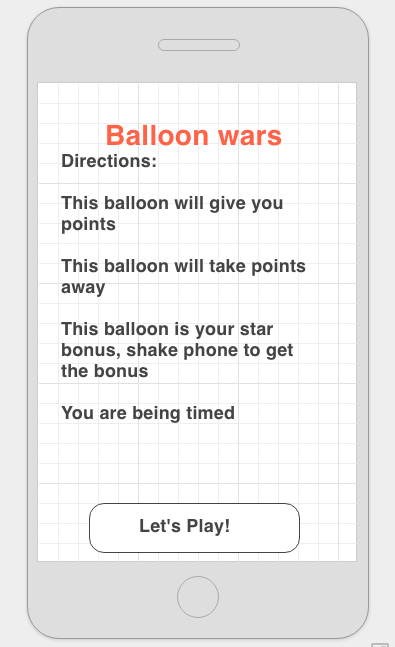 Balloon wars
Directions:
This balloon will give you
points
This balloon will take points
away
This balloon is your star
bonus, shake phone to get
the bonus
You are being timed
Let's Play!